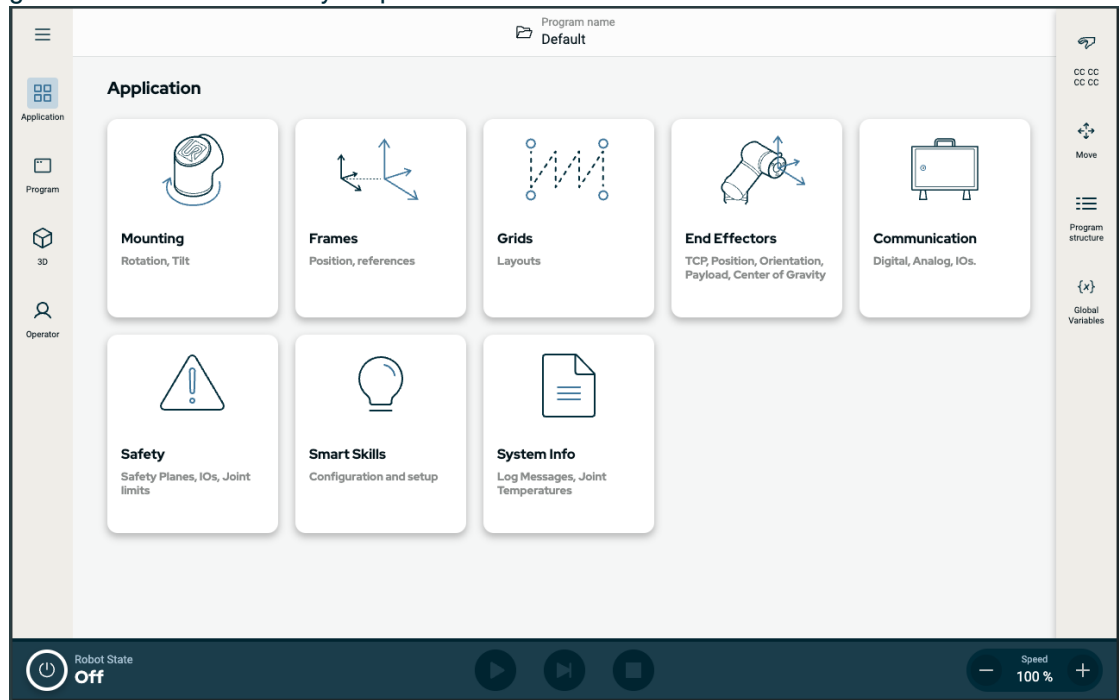 Program name
Default
Application
Program
3D
Operator
Application
Mounting
Rotation, Tilt
Frames
Position, references
Grids
Layouts
End Effectors
TCP, Position, Orientation,
Payload, Center of Gravity
Communication
Digital, Analog, IOs.
Safety
Safety Planes, IOs, Joint
limits
Smart Skills
Configuration and setup
System Info
Log Messages, Joint
Temperatures
CC CC
CC CC
Move
Program
structure
{x}
Global
Variables
Robot State
Off
Speed
100 %